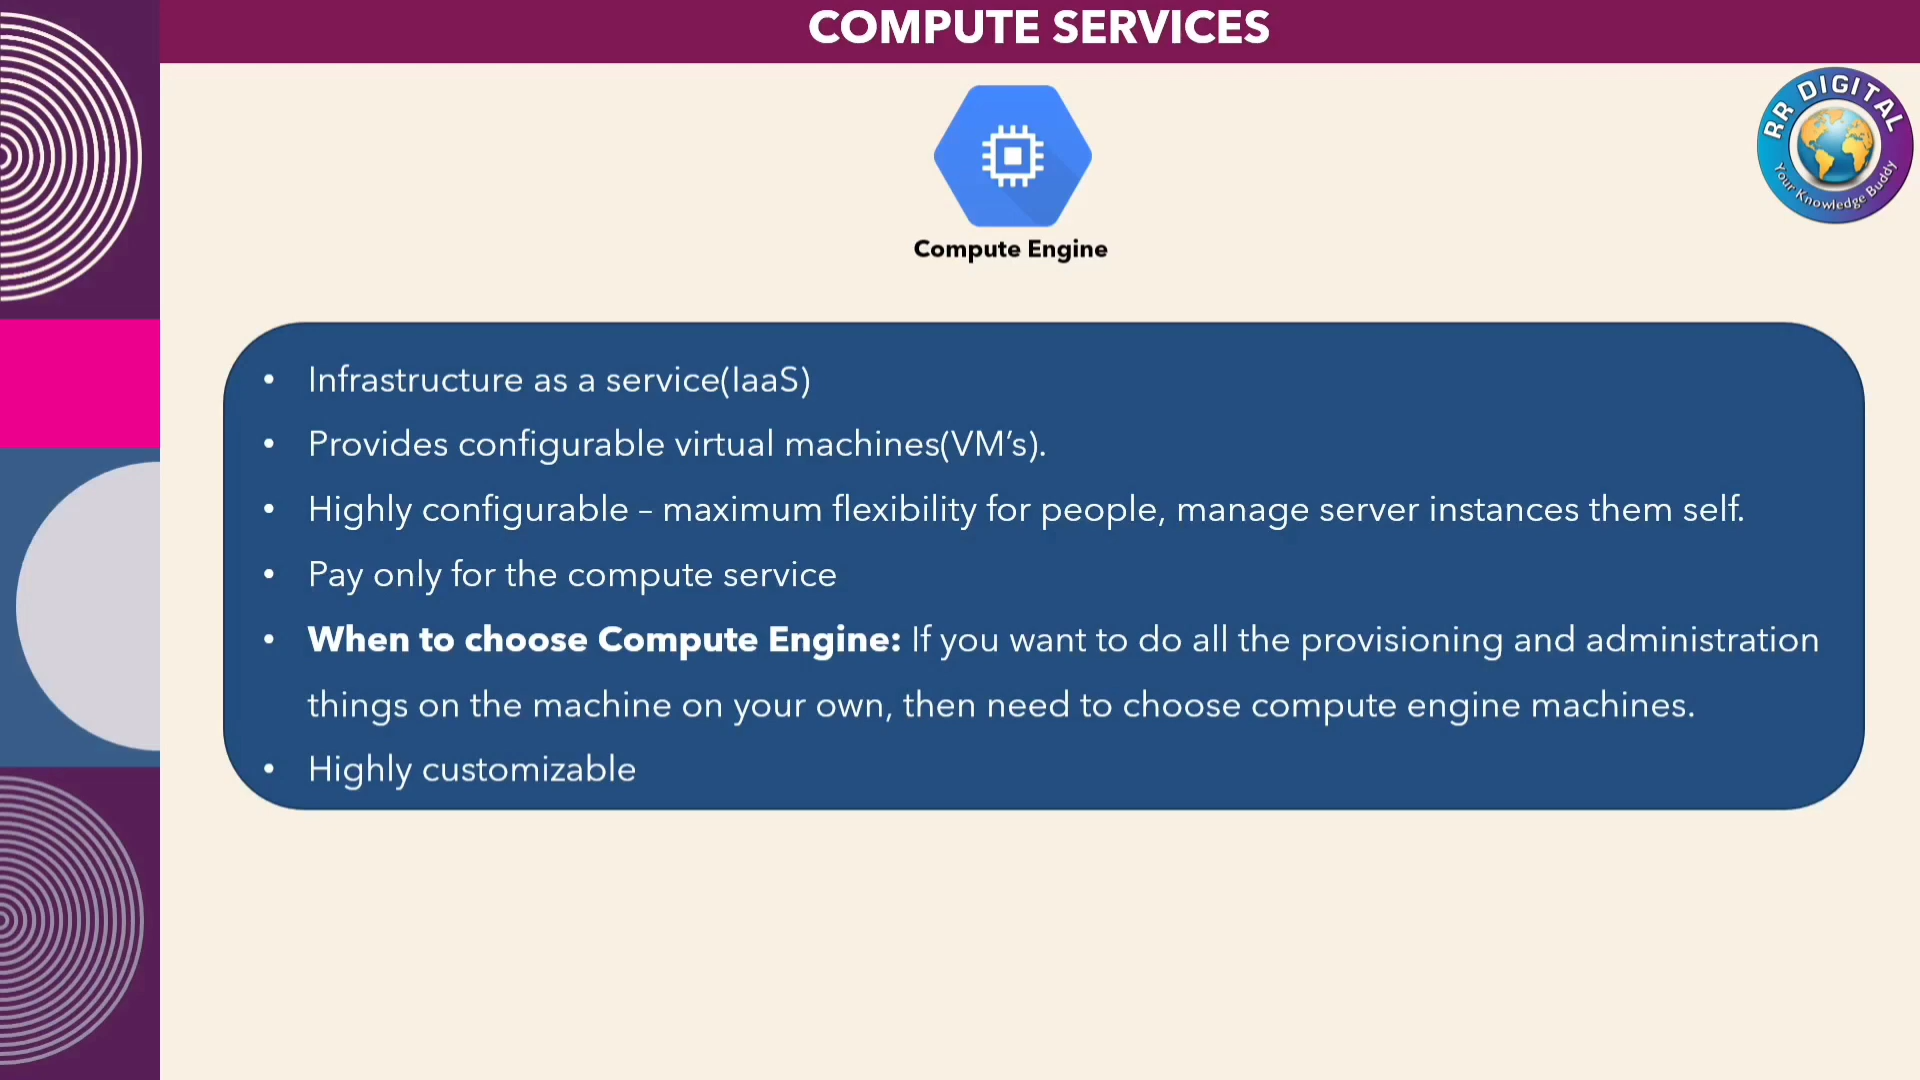 COMPUTE SERVICES
RR DIGITAL
Your Knowledge Buddy
Compute Engine
• Infrastructure as a service(IaaS)
• Provides configurable virtual machines(VM’s).
• Highly configurable – maximum flexibility for people, manage server instances them self.
• Pay only for the compute service
• When to choose Compute Engine: If you want to do all the provisioning and administration
things on the machine on your own, then need to choose compute engine machines.
• Highly customizable